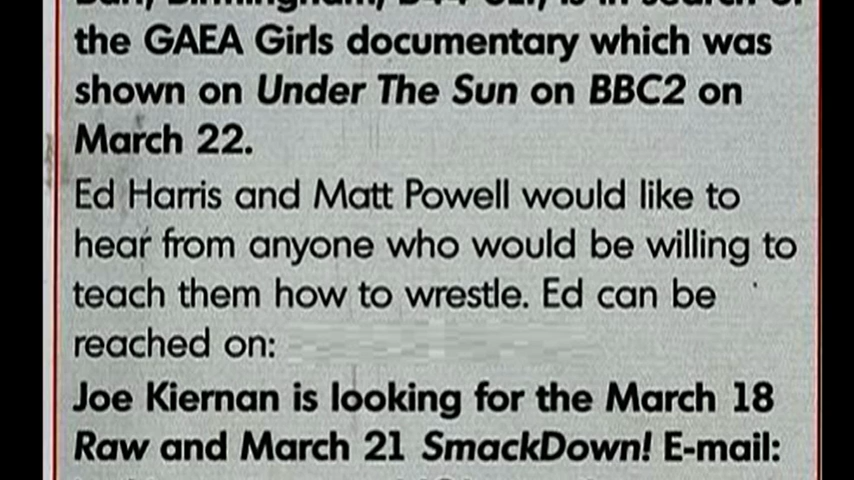 the GAEA Girls documentary which was
shown on Under The Sun on BBC2 on
March 22.
Ed Harris and Matt Powell would like to
hear from anyone who would be willing to
teach them how to wrestle. Ed can be
reached on:
Joe Kiernan is looking for the March 18
Raw and March 21 SmackDown! E-mail: